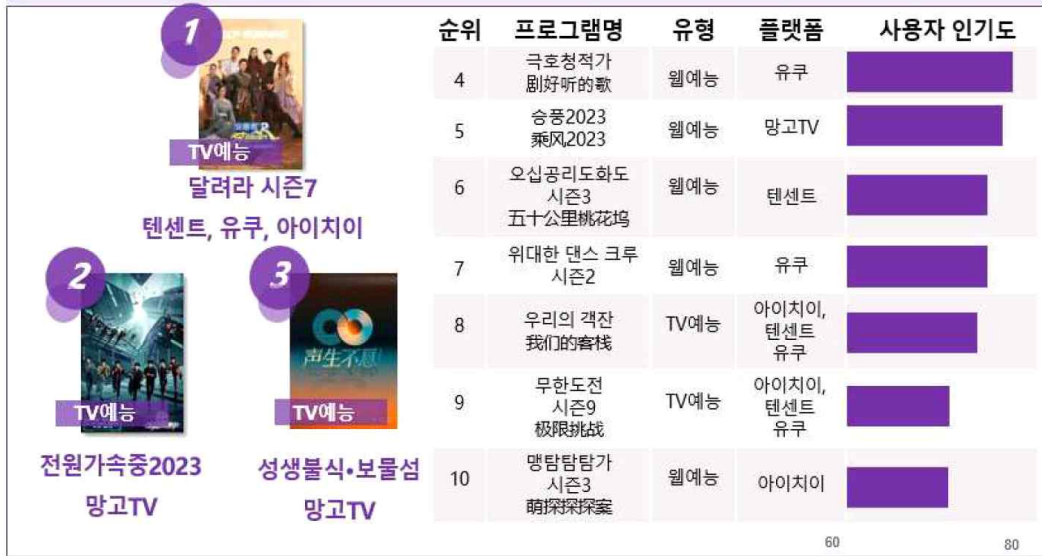 1
TV예능
달려라 시즌7
텐센트, 유쿠, 아이치이
2
TV예능
전원가속중2023
망고TV
3
声生不息
TV예능
성생불식•보물섬
망고TV
순위 프로그램명 유형 플랫폼 사용자 인기도
4 극호청적가 웹예능 유쿠
剧好听的歌
5 승풍2023 웹예능 망고TV
乘风2023
6 오십공리도화도 웹예능 텐센트
시즌3
五十公里桃花坞
7 위대한 댄스 크루 웹예능 유쿠
시즌2
8 우리의 객잔 TV예능 아이치이,
我们的客栈 텐센트
유쿠
9 무한도전 TV예능 아이치이,
시즌9 텐센트
极限挑战 유쿠
10 맹탐탐탐가 웹예능 아이치이
시즌3
萌探探探案
60 80